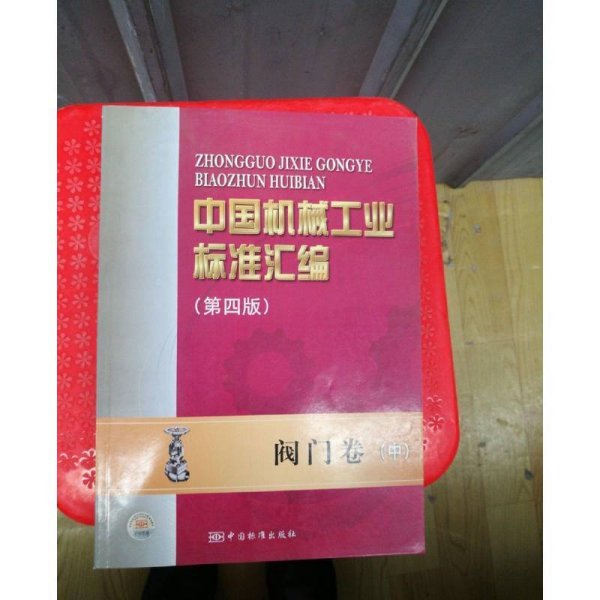 ZHONGGUO JIXIE GONGYE
BIAOZHUN HUIBIAN
中国机械工业
标准汇编
（第四版）
阀门卷（中）
中国标准出版社